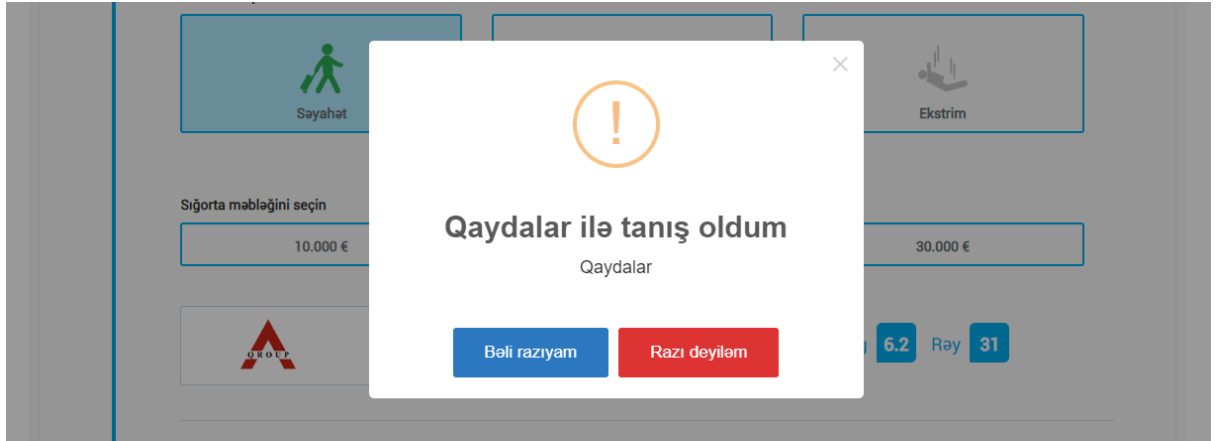 Səyahət
Ekstrim
Sığorta məbləğini seçin
10.000 €
30.000 €
Qaydalar ilə tanış oldum
Qaydalar
Bəli razıyam
Razı deyiləm
QROUP
6.2 Rəy 31